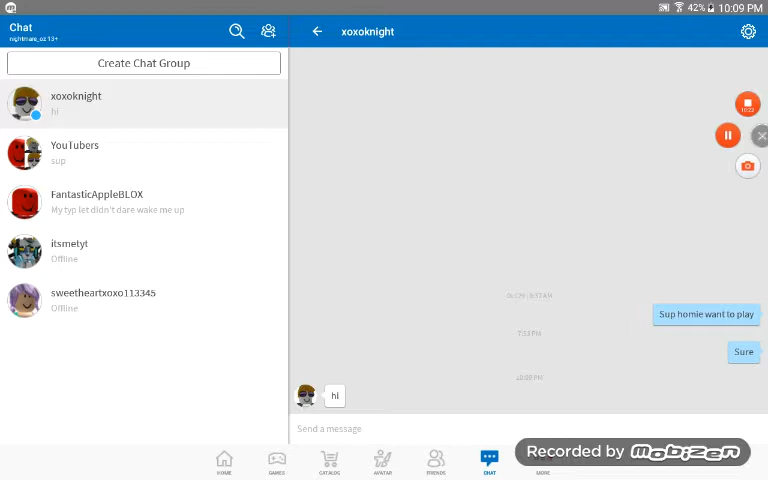 42% 10:09 PM
Chat
nightmare_oz 13+
xoxoknight
Create Chat Group
xoxoknight
hi
YouTubers
sup
FantasticAppleBLOX
My typ let didn't dare wake me up
itsmetyt
Offline
sweetheartxoxo113345
Offline
Sup homie want to play
7:13 PM
Sure
10:09 PM
hi
Send a message
HOME
GAMES
CATALOG
AVATAR
FRIENDS
CHAT
MORE
Recorded by Mobizen